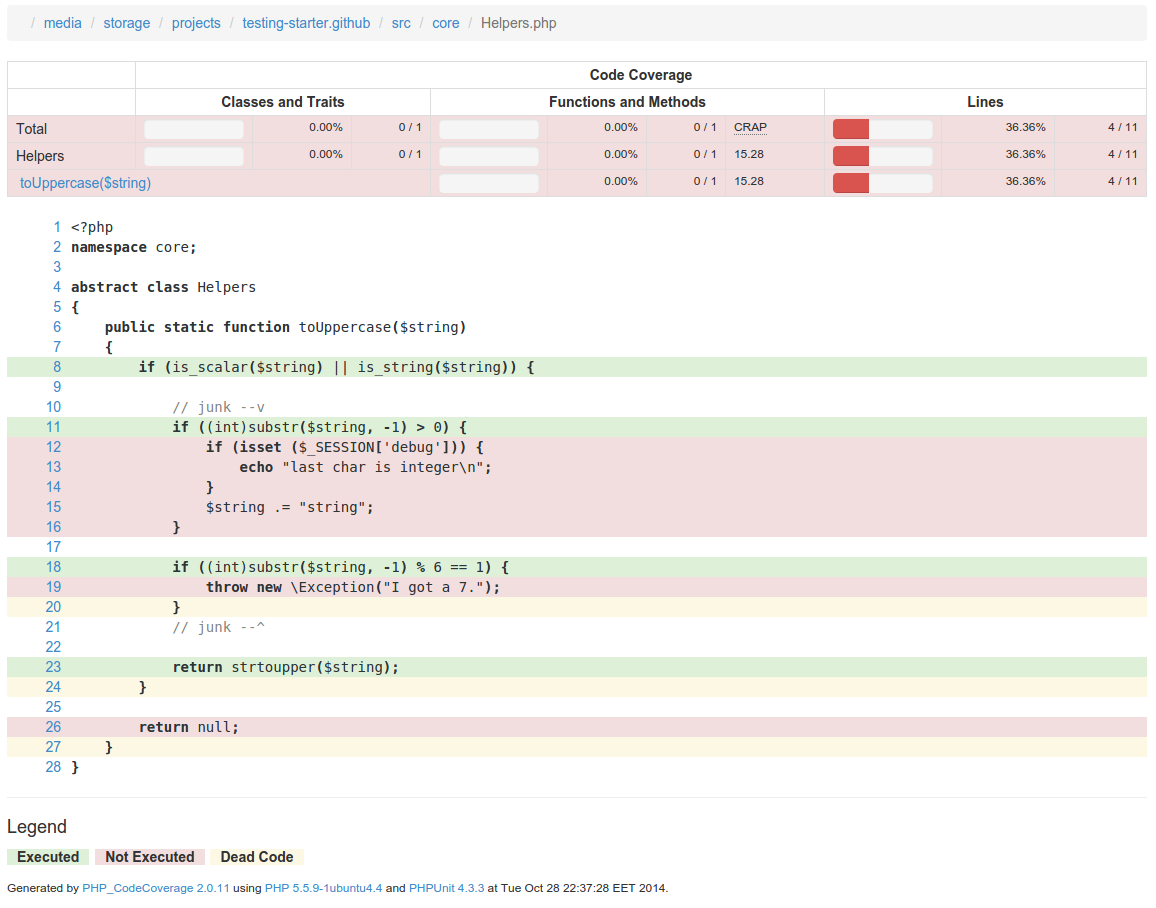 / media / storage / projects / testing-starter.github / src / core / Helpers.php
Code Coverage
Classes and Traits Functions and Methods Lines
Total 0.00% 0 / 1 0.00% 0 / 1 CRAP 36.36% 4 / 11
Helpers 0.00% 0 / 1 0.00% 0 / 1 15.28 36.36% 4 / 11
toUppercase($string) 0.00% 0 / 1 15.28 36.36% 4 / 11
1 <?php
2 namespace core;
3
4 abstract class Helpers
5 {
6     public static function toUppercase($string)
7     {
8         if (is_scalar($string) || is_string($string)) {
9
10             // junk --v
11             if ((int)substr($string, -1) > 0) {
12                 if (isset ($_SESSION['debug'])) {
13                     echo "last char is integer\n";
14                 }
15                 $string .= "string";
16             }
17
18             if ((int)substr($string, -1) % 6 == 1) {
19                 throw new \Exception("I got a 7.");
20             }
21             // junk --^
22
23             return strtoupper($string);
24         }
25
26         return null;
27     }
28 }
Legend
Executed Not Executed Dead Code
Generated by PHP_CodeCoverage 2.0.11 using PHP 5.5.9-1ubuntu4.4 and PHPUnit 4.3.3 at Tue Oct 28 22:37:28 EET 2014.